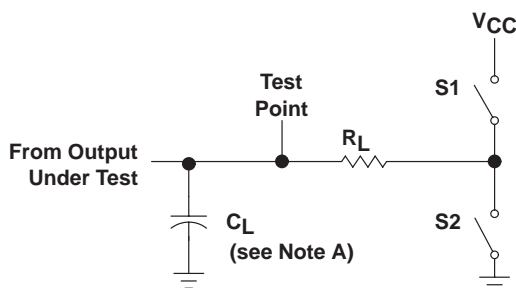 VCC
S1
Test
Point
RL
From Output
Under Test
CL
(see Note A)
S2